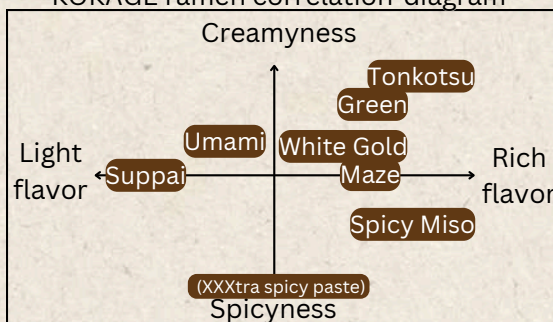 KOKAGE ramen correlation diagram
Creamyness
Tonkotsu
Green
Umami
White Gold
Light
flavor
Suppai
Maze
Rich
flavor
Spicy Miso
(XXXtra spicy paste)
Spicyness